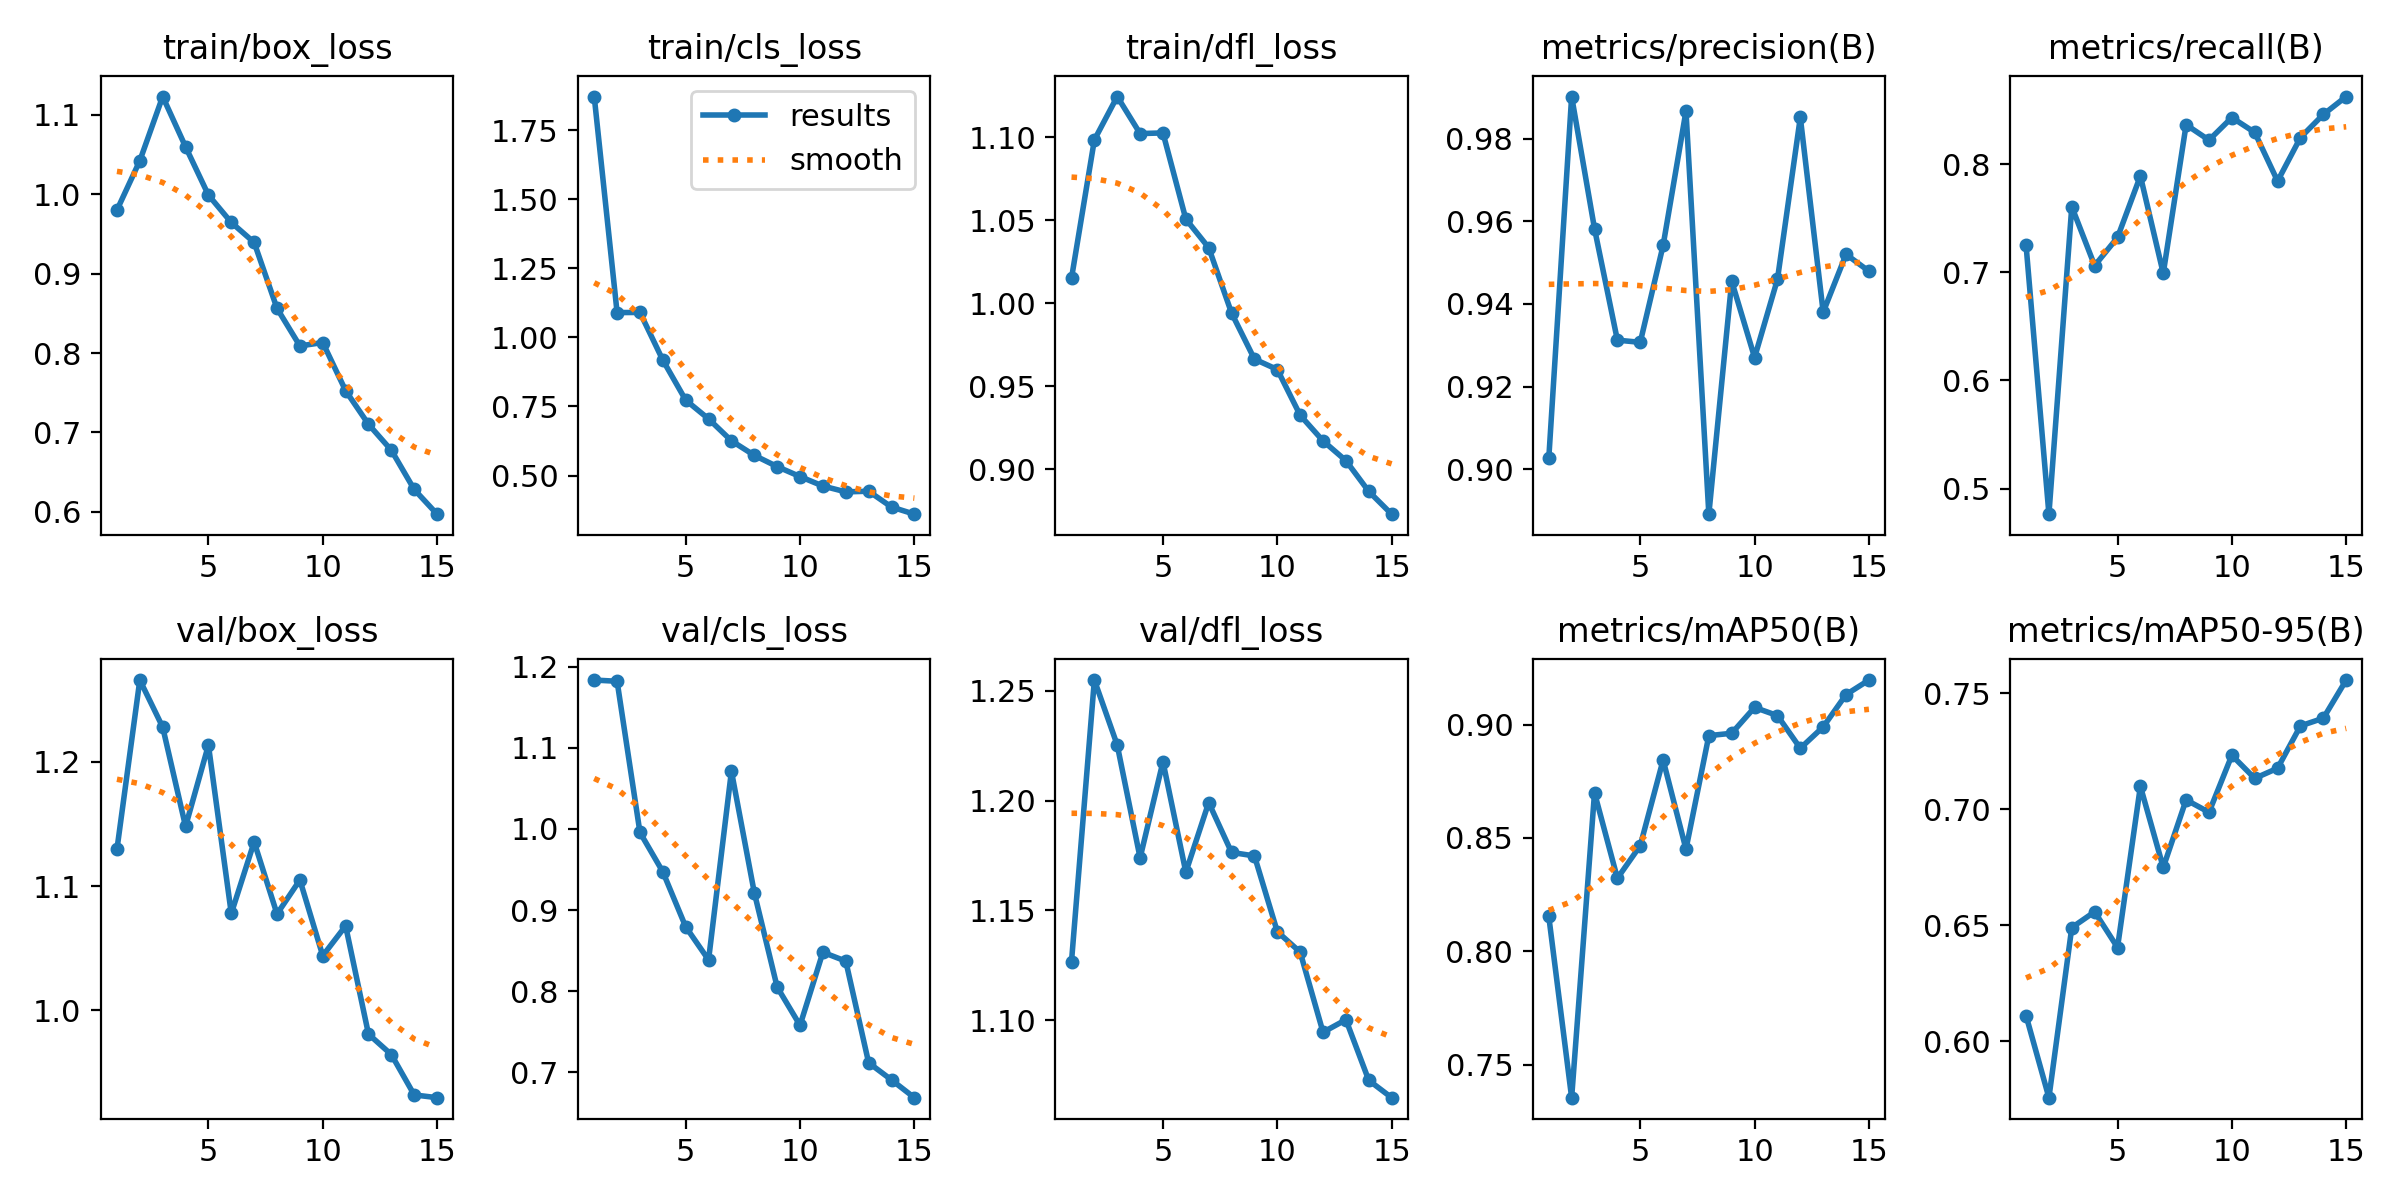 train/box_loss
train/cls_loss
train/dfl_loss
metrics/precision(B)
metrics/recall(B)
1.1
1.0
0.9
0.8
0.7
0.6
5 10 15
1.75
1.50
1.25
1.00
0.75
0.50
results
smooth
5 10 15
1.10
1.05
1.00
0.95
0.90
5 10 15
0.98
0.96
0.94
0.92
0.90
5 10 15
0.8
0.7
0.6
0.5
5 10 15
val/box_loss
val/cls_loss
val/dfl_loss
metrics/mAP50(B)
metrics/mAP50-95(B)
1.2
1.1
1.0
5 10 15
1.2
1.1
1.0
0.9
0.8
0.7
5 10 15
1.25
1.20
1.15
1.10
5 10 15
0.90
0.85
0.80
0.75
5 10 15
0.75
0.70
0.65
0.60
5 10 15